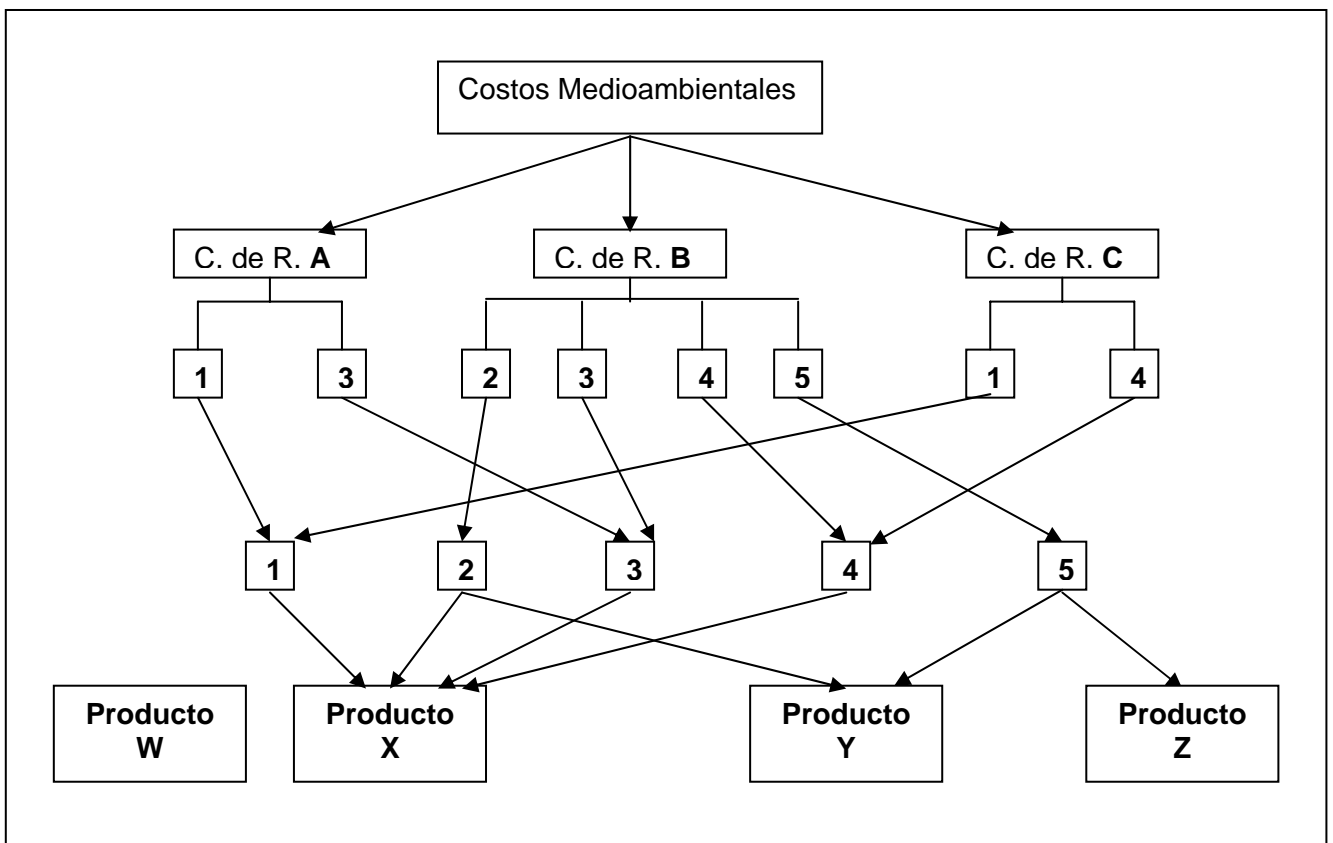 Costos Medioambientales
C. de R. A
C. de R. B
C. de R. C
1
3
2
3
4
5
1
4
1
2
3
4
5
Producto
W
Producto
X
Producto
Y
Producto
Z